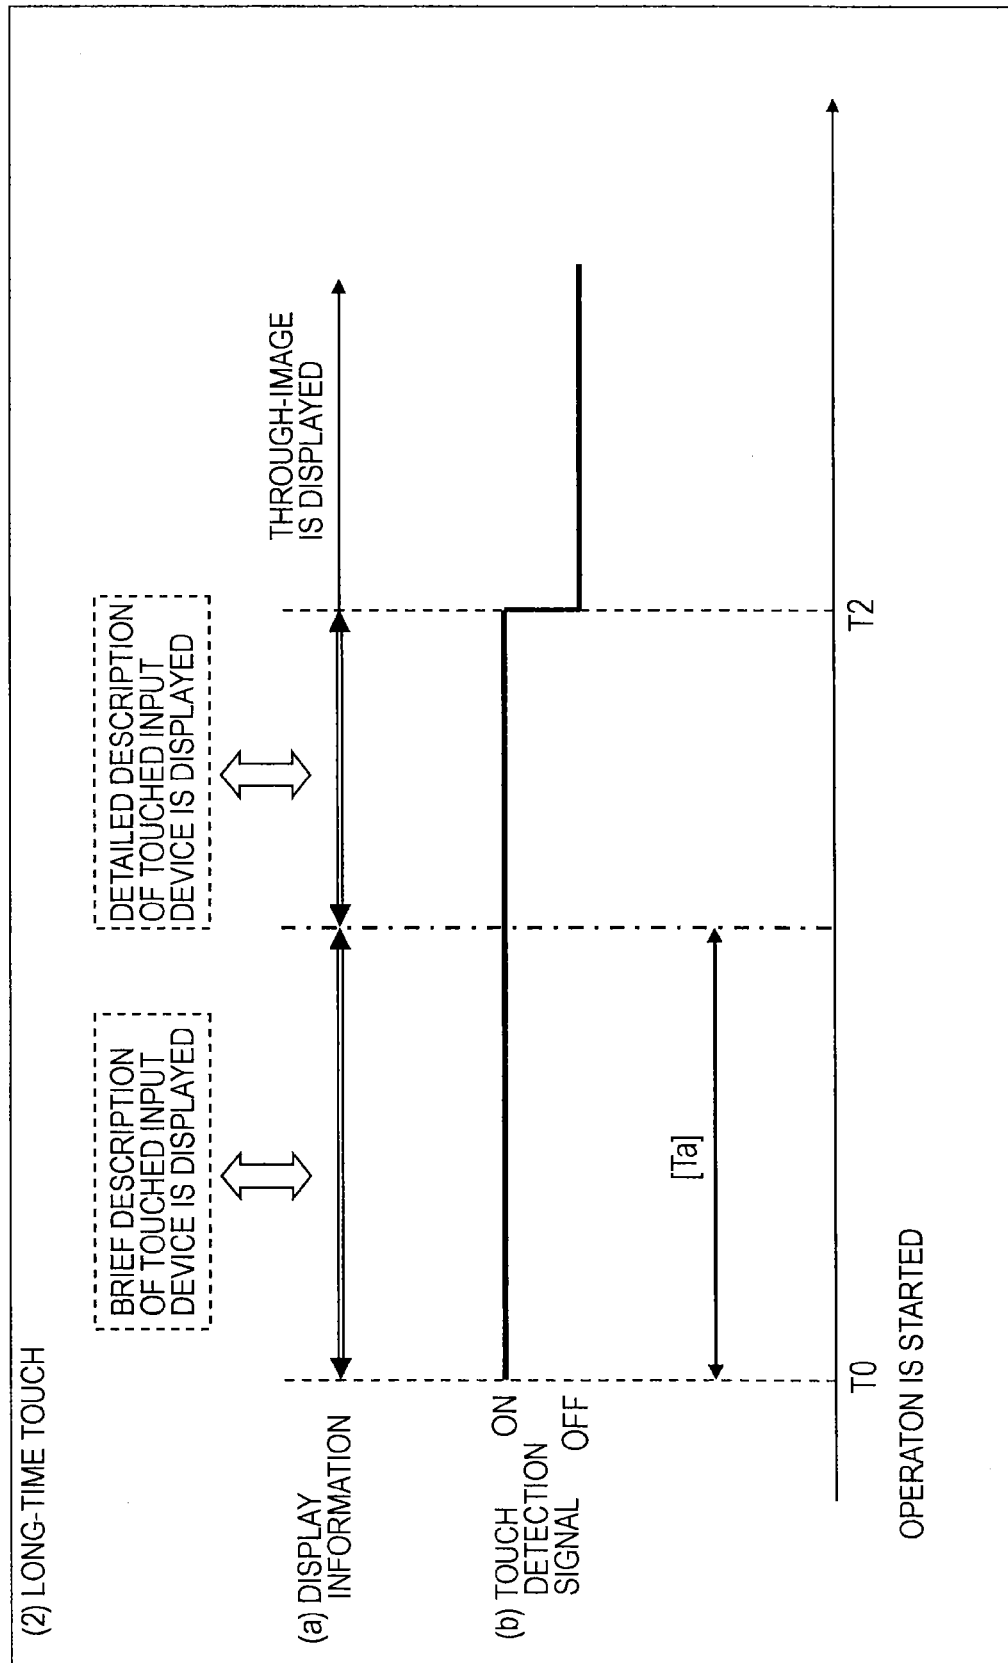 (2) LONG-TIME TOUCH
BRIEF DESCRIPTION
OF TOUCHED INPUT
DEVICE IS DISPLAYED
DETAILED DESCRIPTION
OF TOUCHED INPUT
DEVICE IS DISPLAYED
THROUGH-IMAGE
IS DISPLAYED
(a) DISPLAY
INFORMATION
(b) TOUCH
DETECTION
SIGNAL
ON
OFF
[Ta]
T0
T2
OPERATON IS STARTED